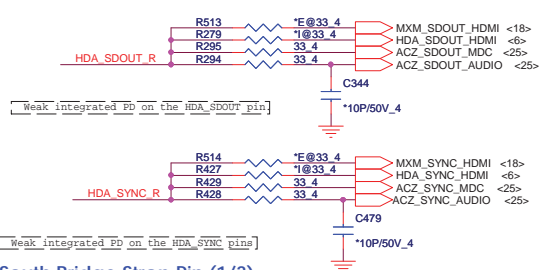 R513 *E@33_4 MXM_SDOUT_HDMI <18>
R279 *I@33_4 HDA_SDOUT_HDMI <6>
R295 33_4 ACZ_SDOUT_MDC <25>
HDA_SDOUT_R R294 33_4 ACZ_SDOUT_AUDIO <25>
C344
Weak integrated PD on the HDA_SDOUT pin
*10P/50V_4
R514 *E@33_4 MXM_SYNC_HDMI <18>
R427 *I@33_4 HDA_SYNC_HDMI <6>
R429 33_4 ACZ_SYNC_MDC <25>
HDA_SYNC_R R428 33_4 ACZ_SYNC_AUDIO <25>
C479
Weak integrated PD on the HDA_SYNC pins
*10P/50V_4
South Bridge Strap Pin (1/2)